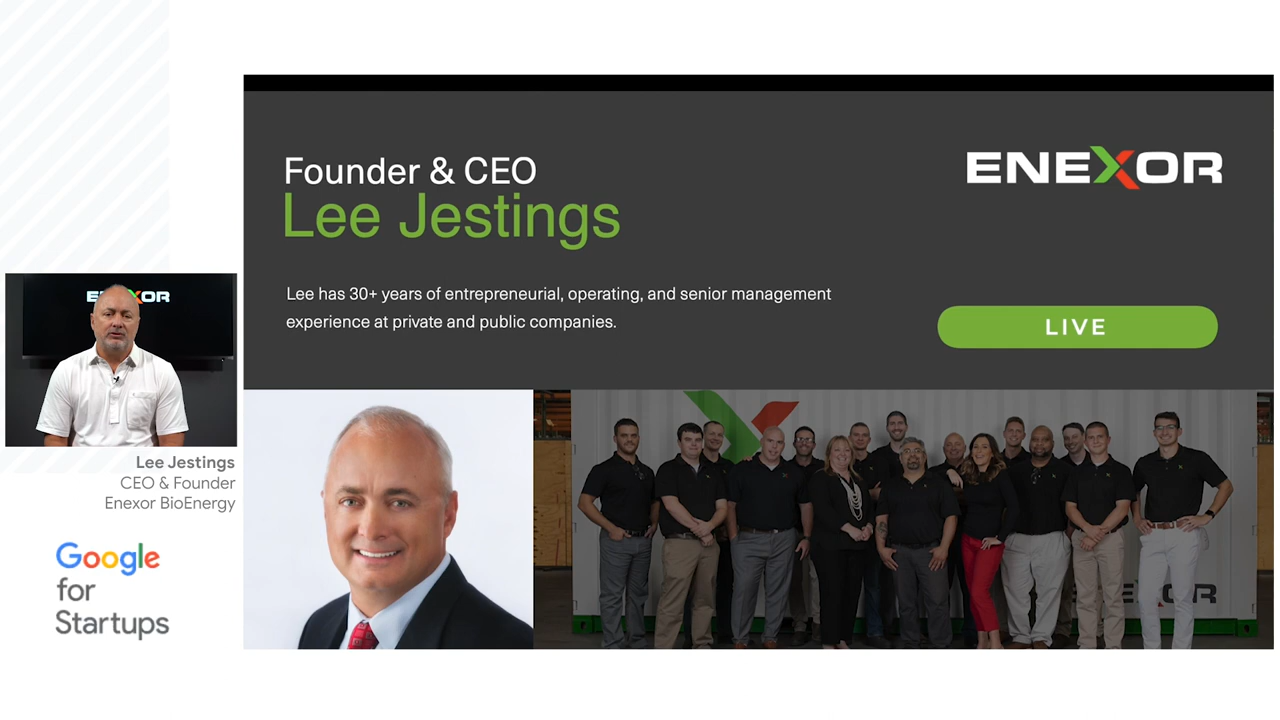 Founder & CEO
Lee Jestings
ENEXOR
Lee has 30+ years of entrepreneurial, operating, and senior management
experience at private and public companies.
LIVE
Lee Jestings
CEO & Founder
Enexor BioEnergy
Google
for
Startups